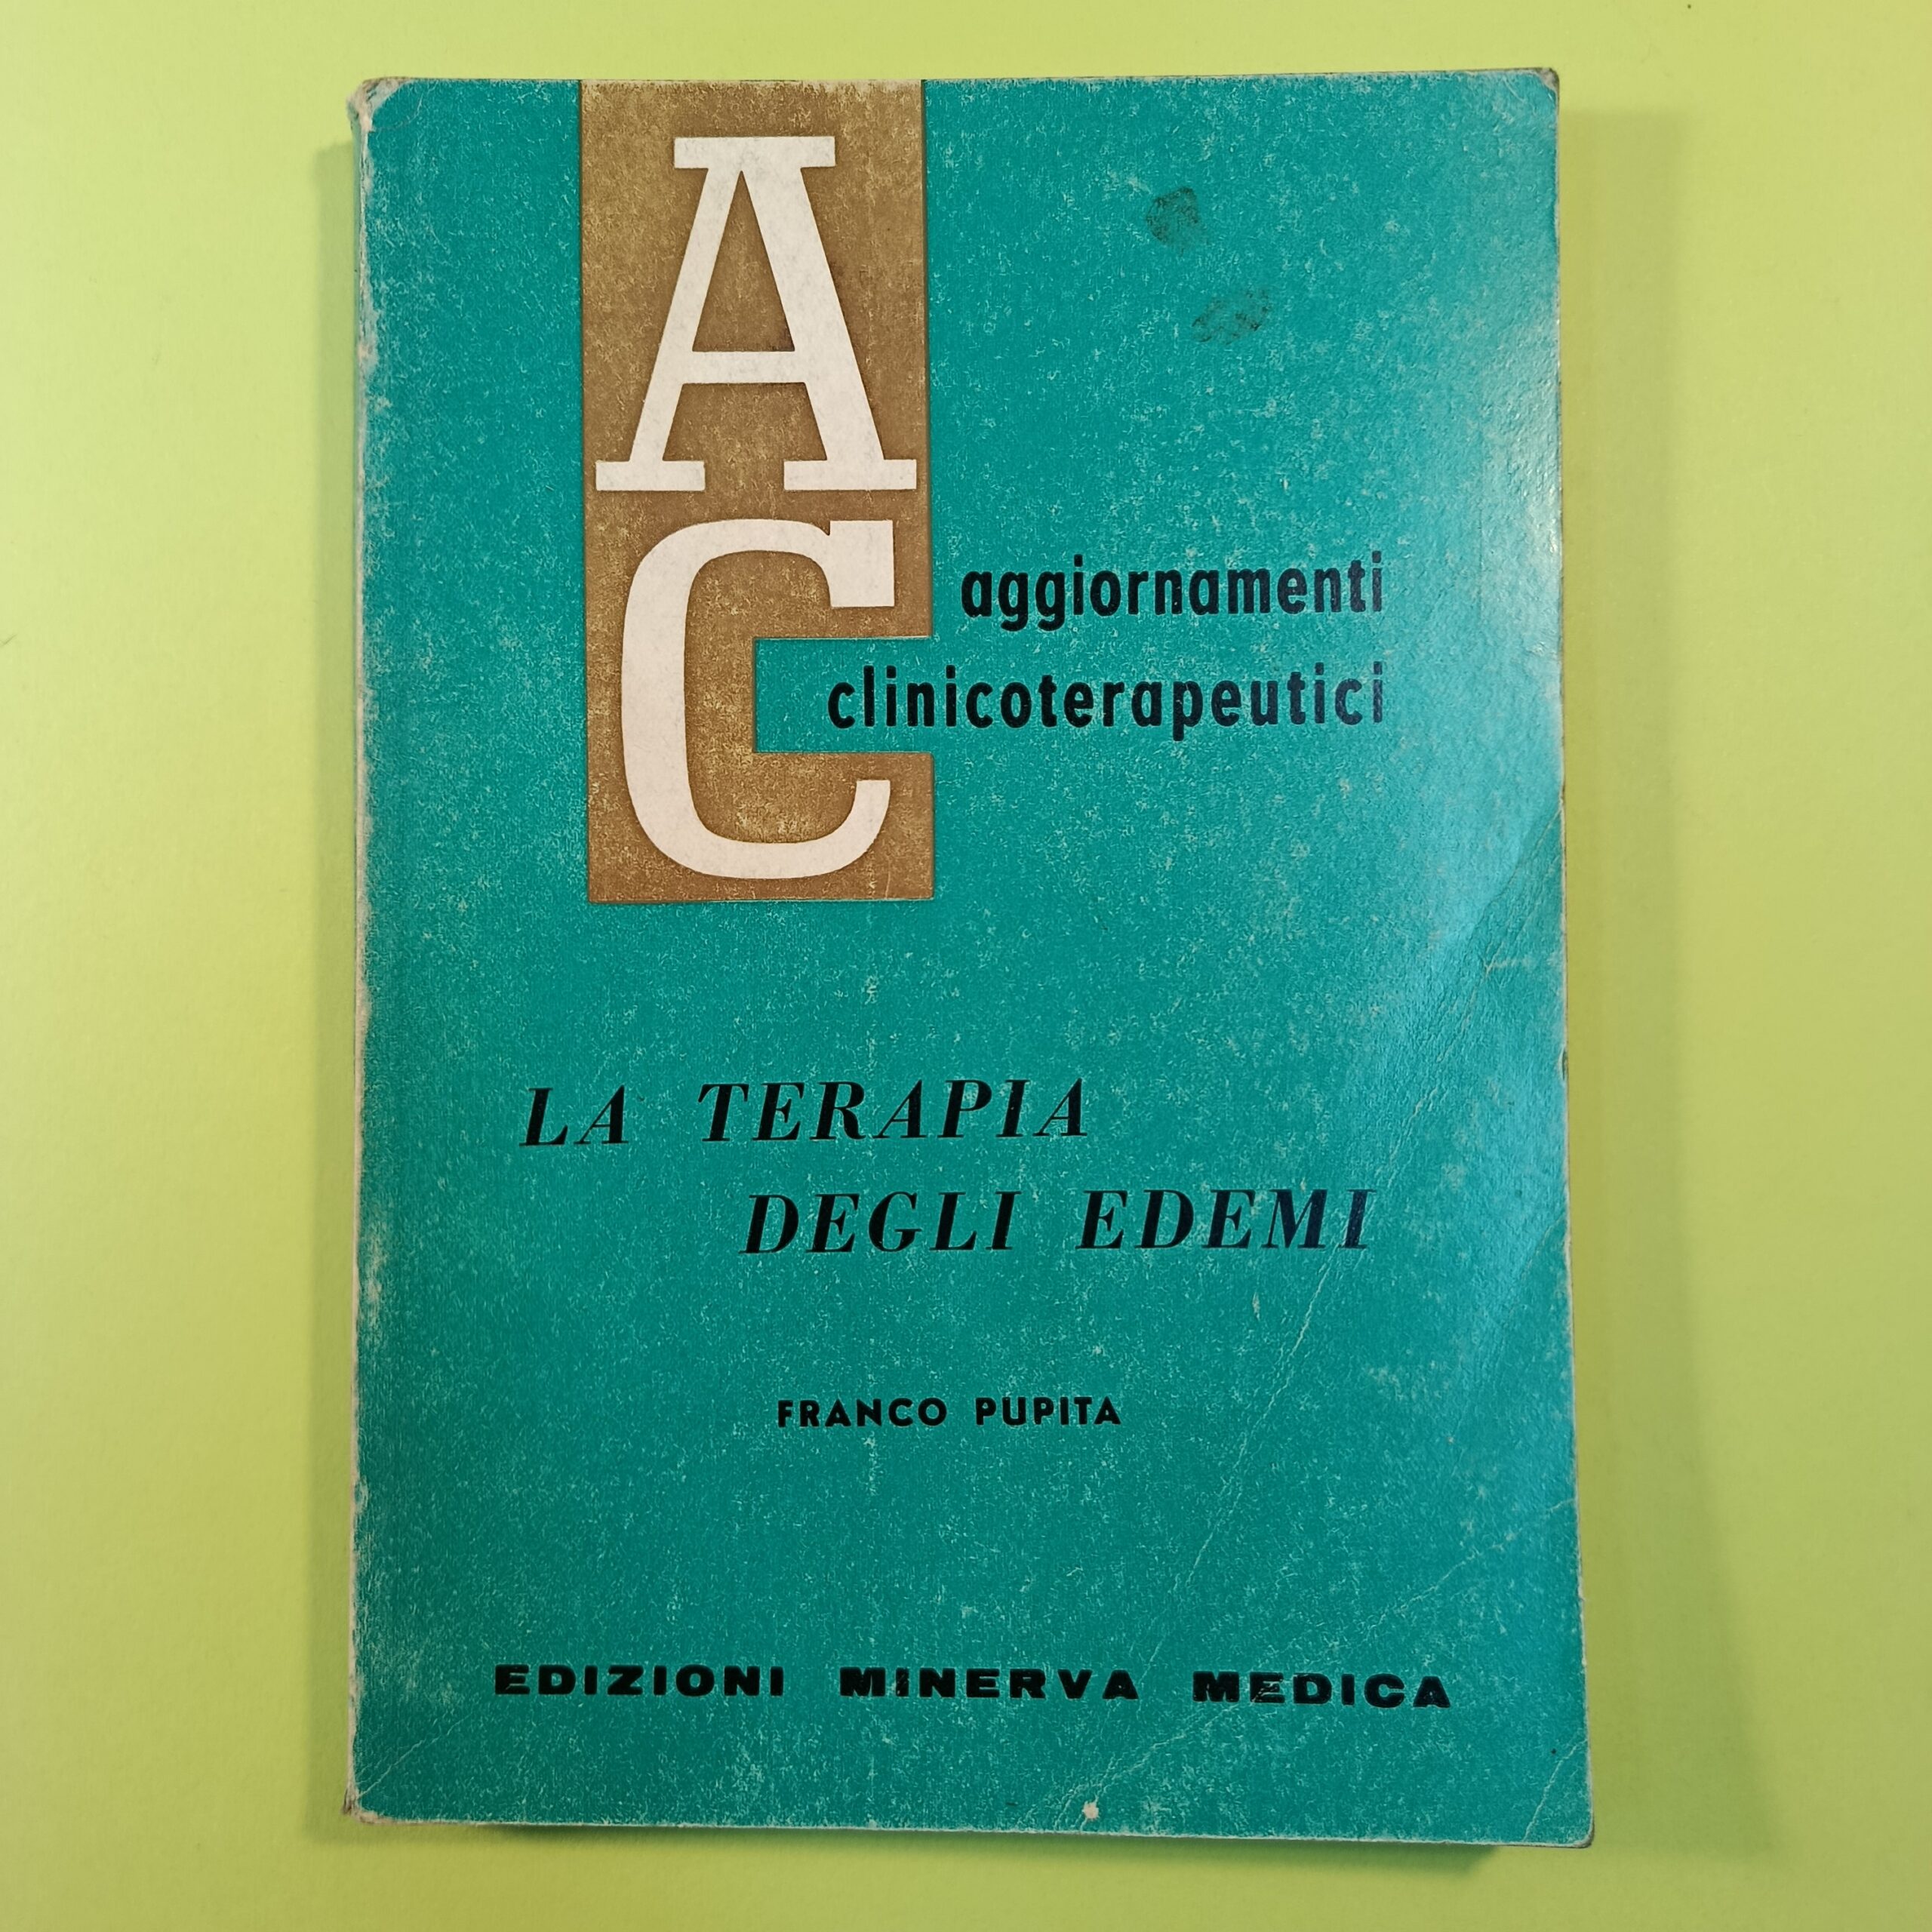 A
C
aggiornamenti
clinicoterapeutici
LA TERAPIA
DEGLI EDEMI
FRANCO PUPITA
EDIZIONI MINERVA MEDICA